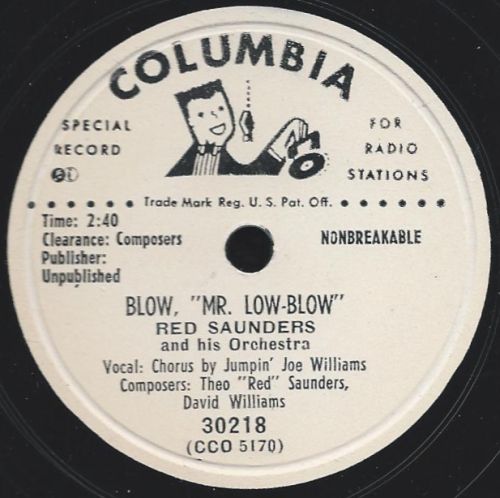 COLUMBIA
SPECIAL
RECORD
FOR
RADIO
STATIONS
Trade Mark Reg. U. S. Pat. Off.
Time: 2:40
Clearance: Composers
Publisher:
Unpublished
NONBREAKABLE
BLOW, "MR. LOW-BLOW"
RED SAUNDERS
and his Orchestra
Vocal: Chorus by Jumpin' Joe Williams
Composers: Theo "Red" Saunders,
David Williams
30218
(CCO 5170)